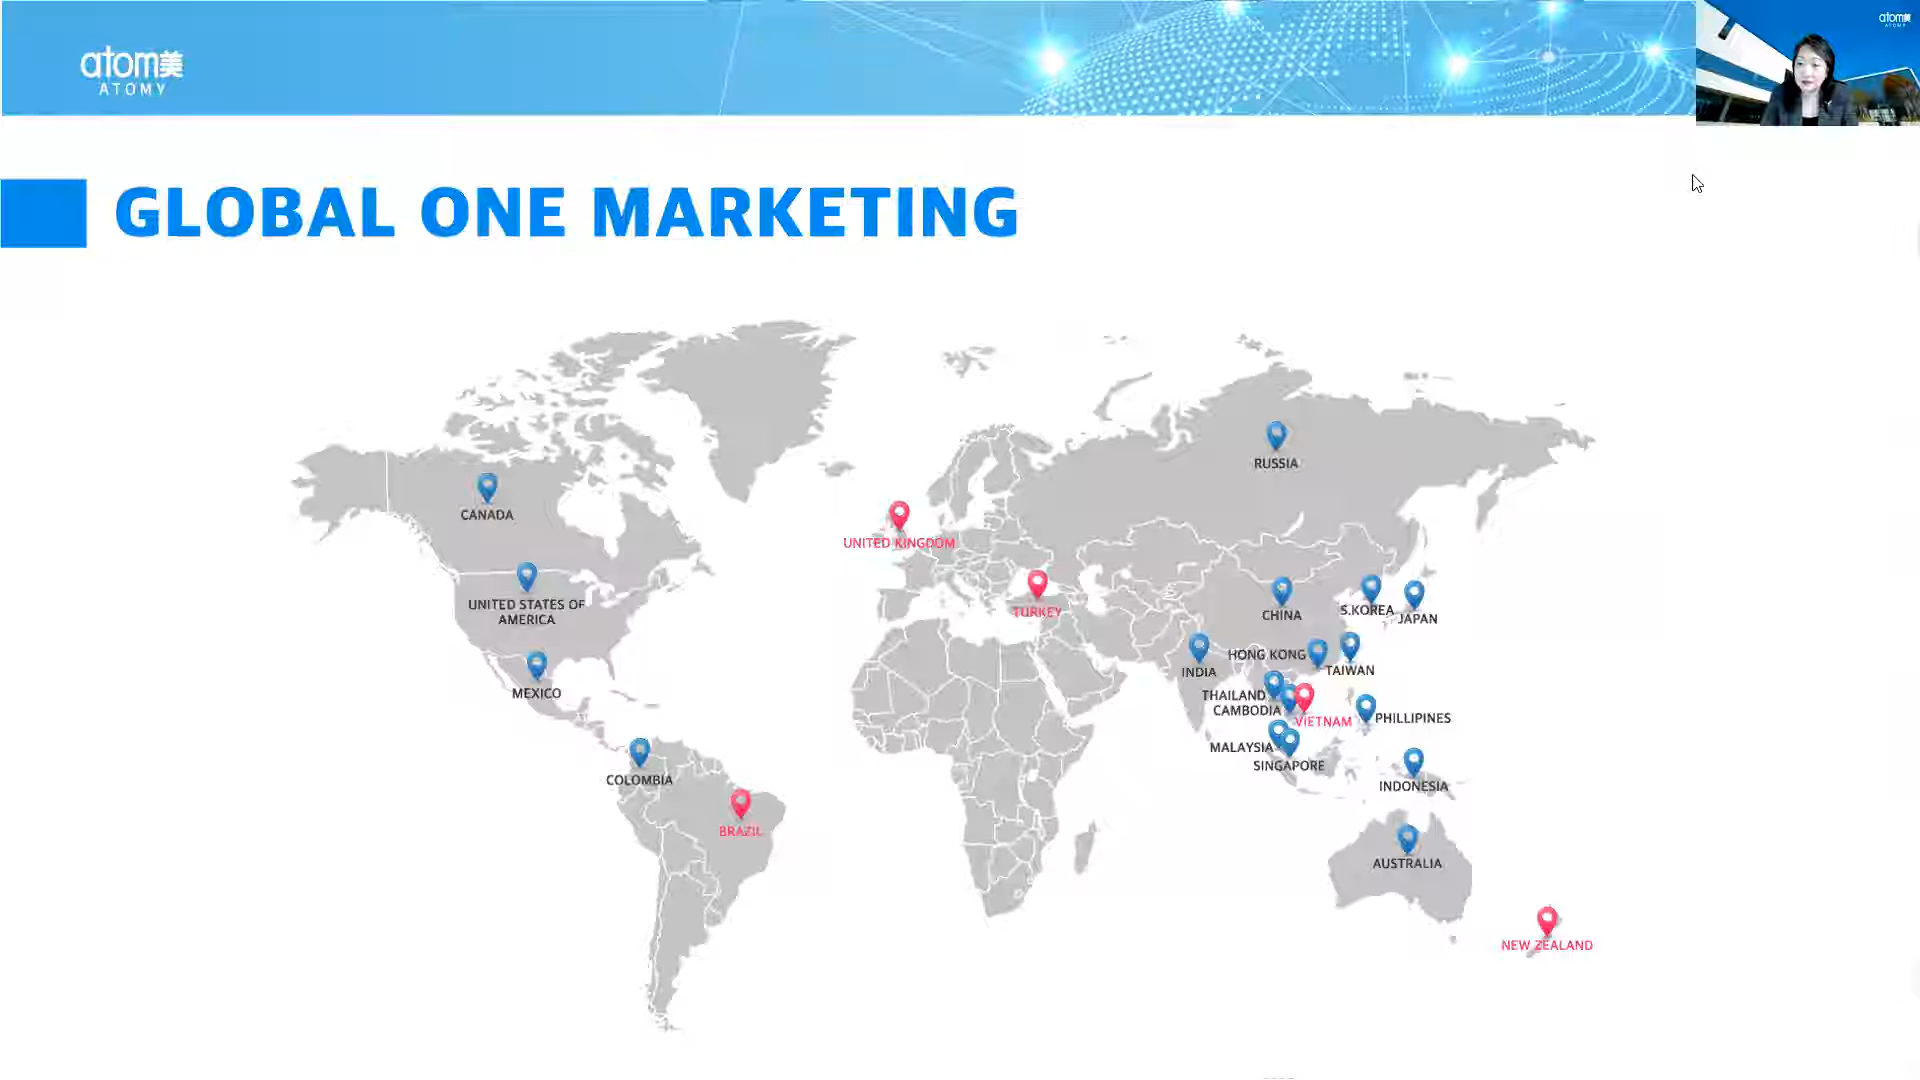 atom美
ATOMY
atom美
ATOMY
GLOBAL ONE MARKETING
RUSSIA
CANADA
UNITED KINGDOM
UNITED STATES OF
AMERICA
TURKEY
CHINA
S.KOREA
JAPAN
HONG KONG
TAIWAN
INDIA
MEXICO
THAILAND
CAMBODIA
VIETNAM
PHILLIPINES
MALAYSIA
SINGAPORE
COLOMBIA
INDONESIA
BRAZIL
AUSTRALIA
NEW ZEALAND